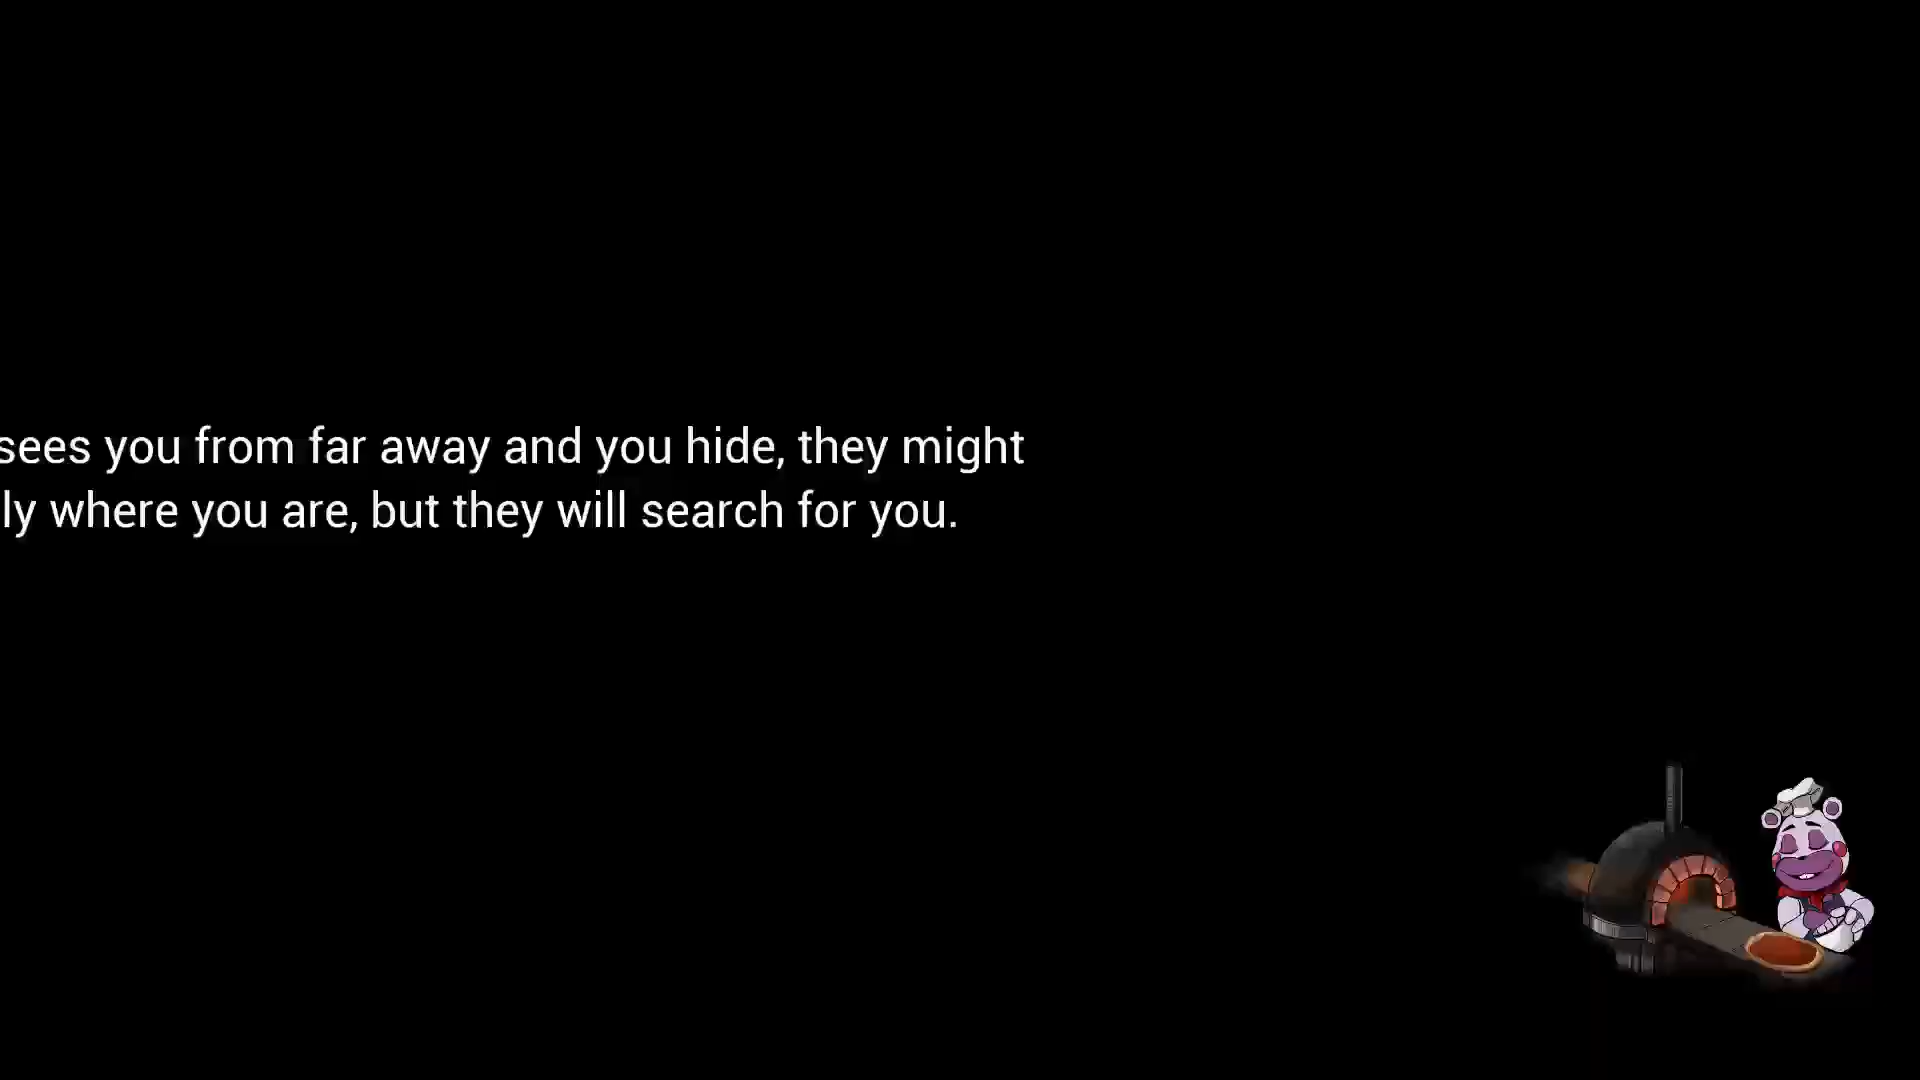 sees you from far away and you hide, they might
ly where you are, but they will search for you.